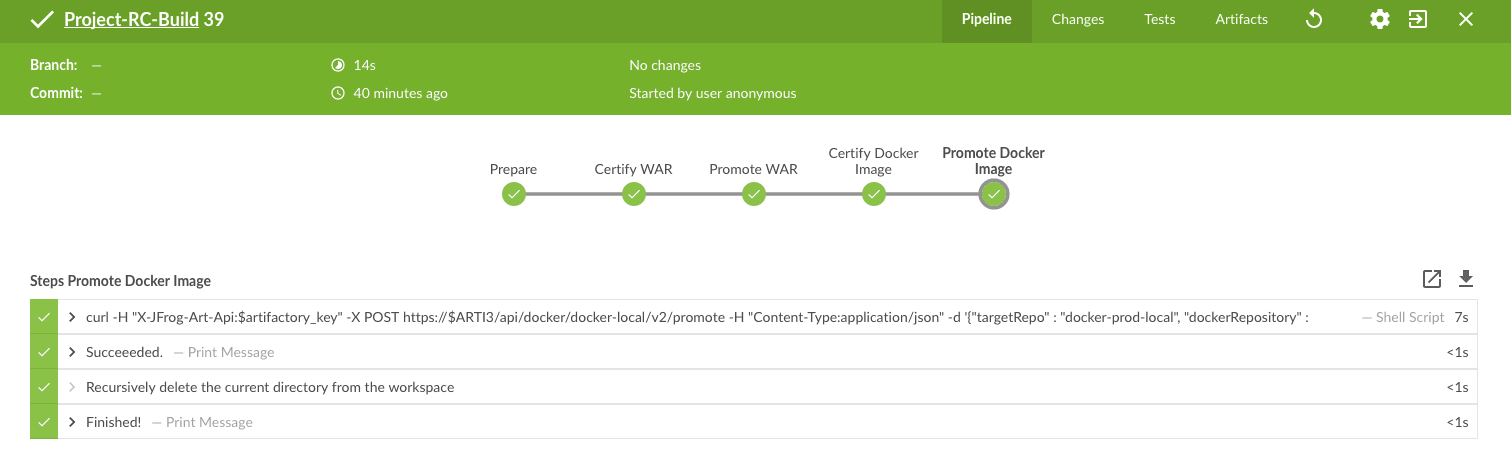 Project-RC-Build 39
Pipeline Changes Tests Artifacts
Branch: —
14s
No changes
Commit: —
40 minutes ago
Started by user anonymous
Prepare
Certify WAR
Promote WAR
Certify Docker
Image
Promote Docker
Image
Steps Promote Docker Image
curl -H "X-JFrog-Art-Api:$artifactory_key" -X POST https://$ARTI3/api/docker/docker-local/v2/promote -H "Content-Type:application/json" -d '{"targetRepo" : "docker-prod-local", "dockerRepository" : — Shell Script 7s
Succeeeded. — Print Message <1s
Recursively delete the current directory from the workspace <1s
Finished! — Print Message <1s